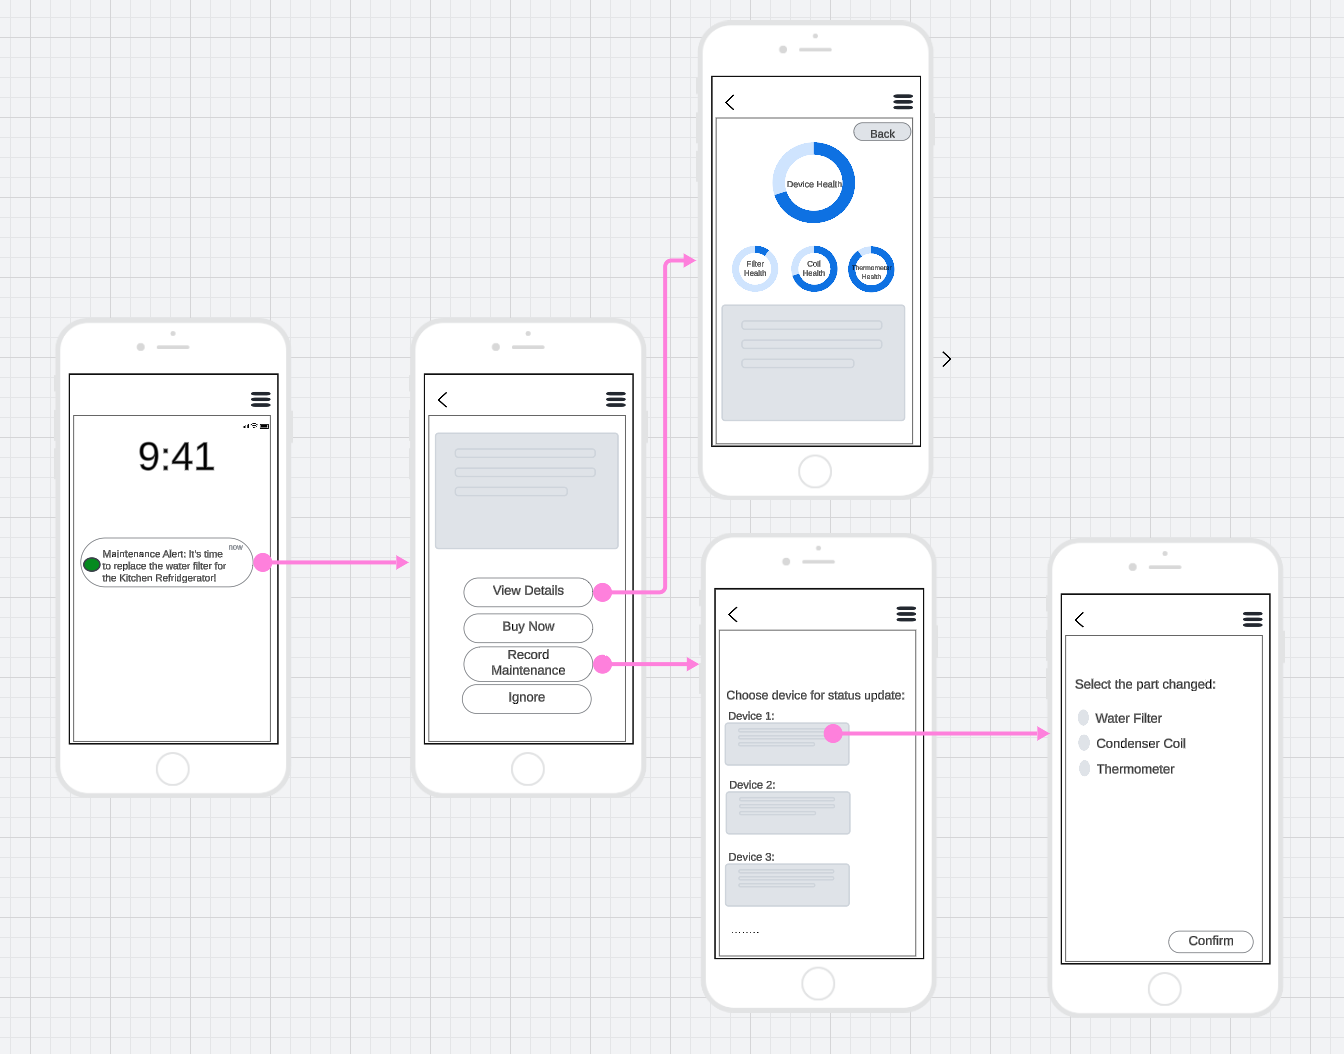 9:41
now
Maintenance Alert: It's time
to replace the water filter for
the Kitchen Refridgerator!
View Details
Buy Now
Record
Maintenance
Ignore
Back
Device Health
Filter
Health
Coil
Health
Thermometer
Health
Choose device for status update:
Device 1:
Device 2:
Device 3:
........
Select the part changed:
Water Filter
Condenser Coil
Thermometer
Confirm